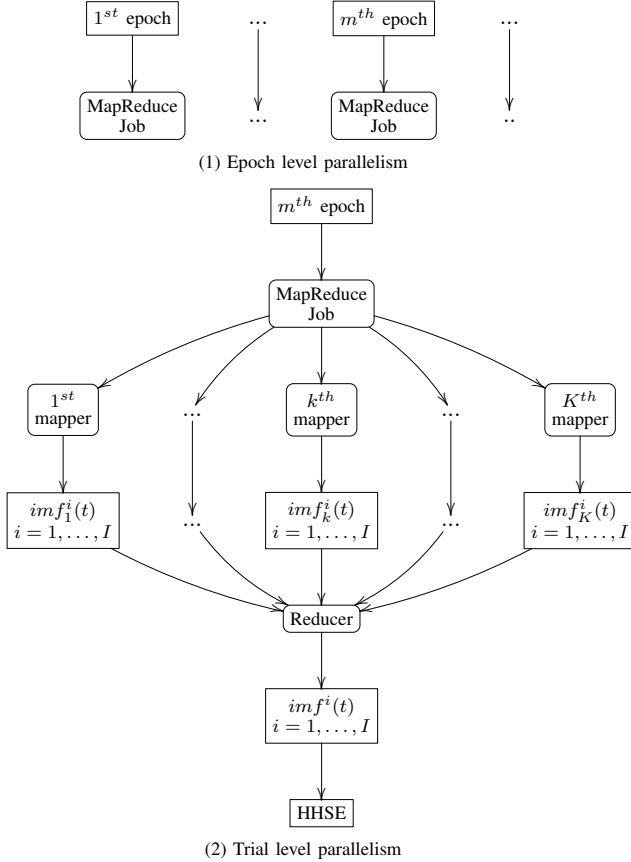 1^{st} epoch ... m^{th} epoch ...
MapReduce Job ... MapReduce Job ..
(1) Epoch level parallelism
m^{th} epoch
MapReduce
Job
1^{st} mapper ... k^{th} mapper ... K^{th} mapper
imf_1^i(t) i = 1, . . . , I ... imf_k^i(t) i = 1, . . . , I ... imf_K^i(t) i = 1, . . . , I
Reducer
imf^i(t)
i = 1, . . . , I
HHSE
(2) Trial level parallelism